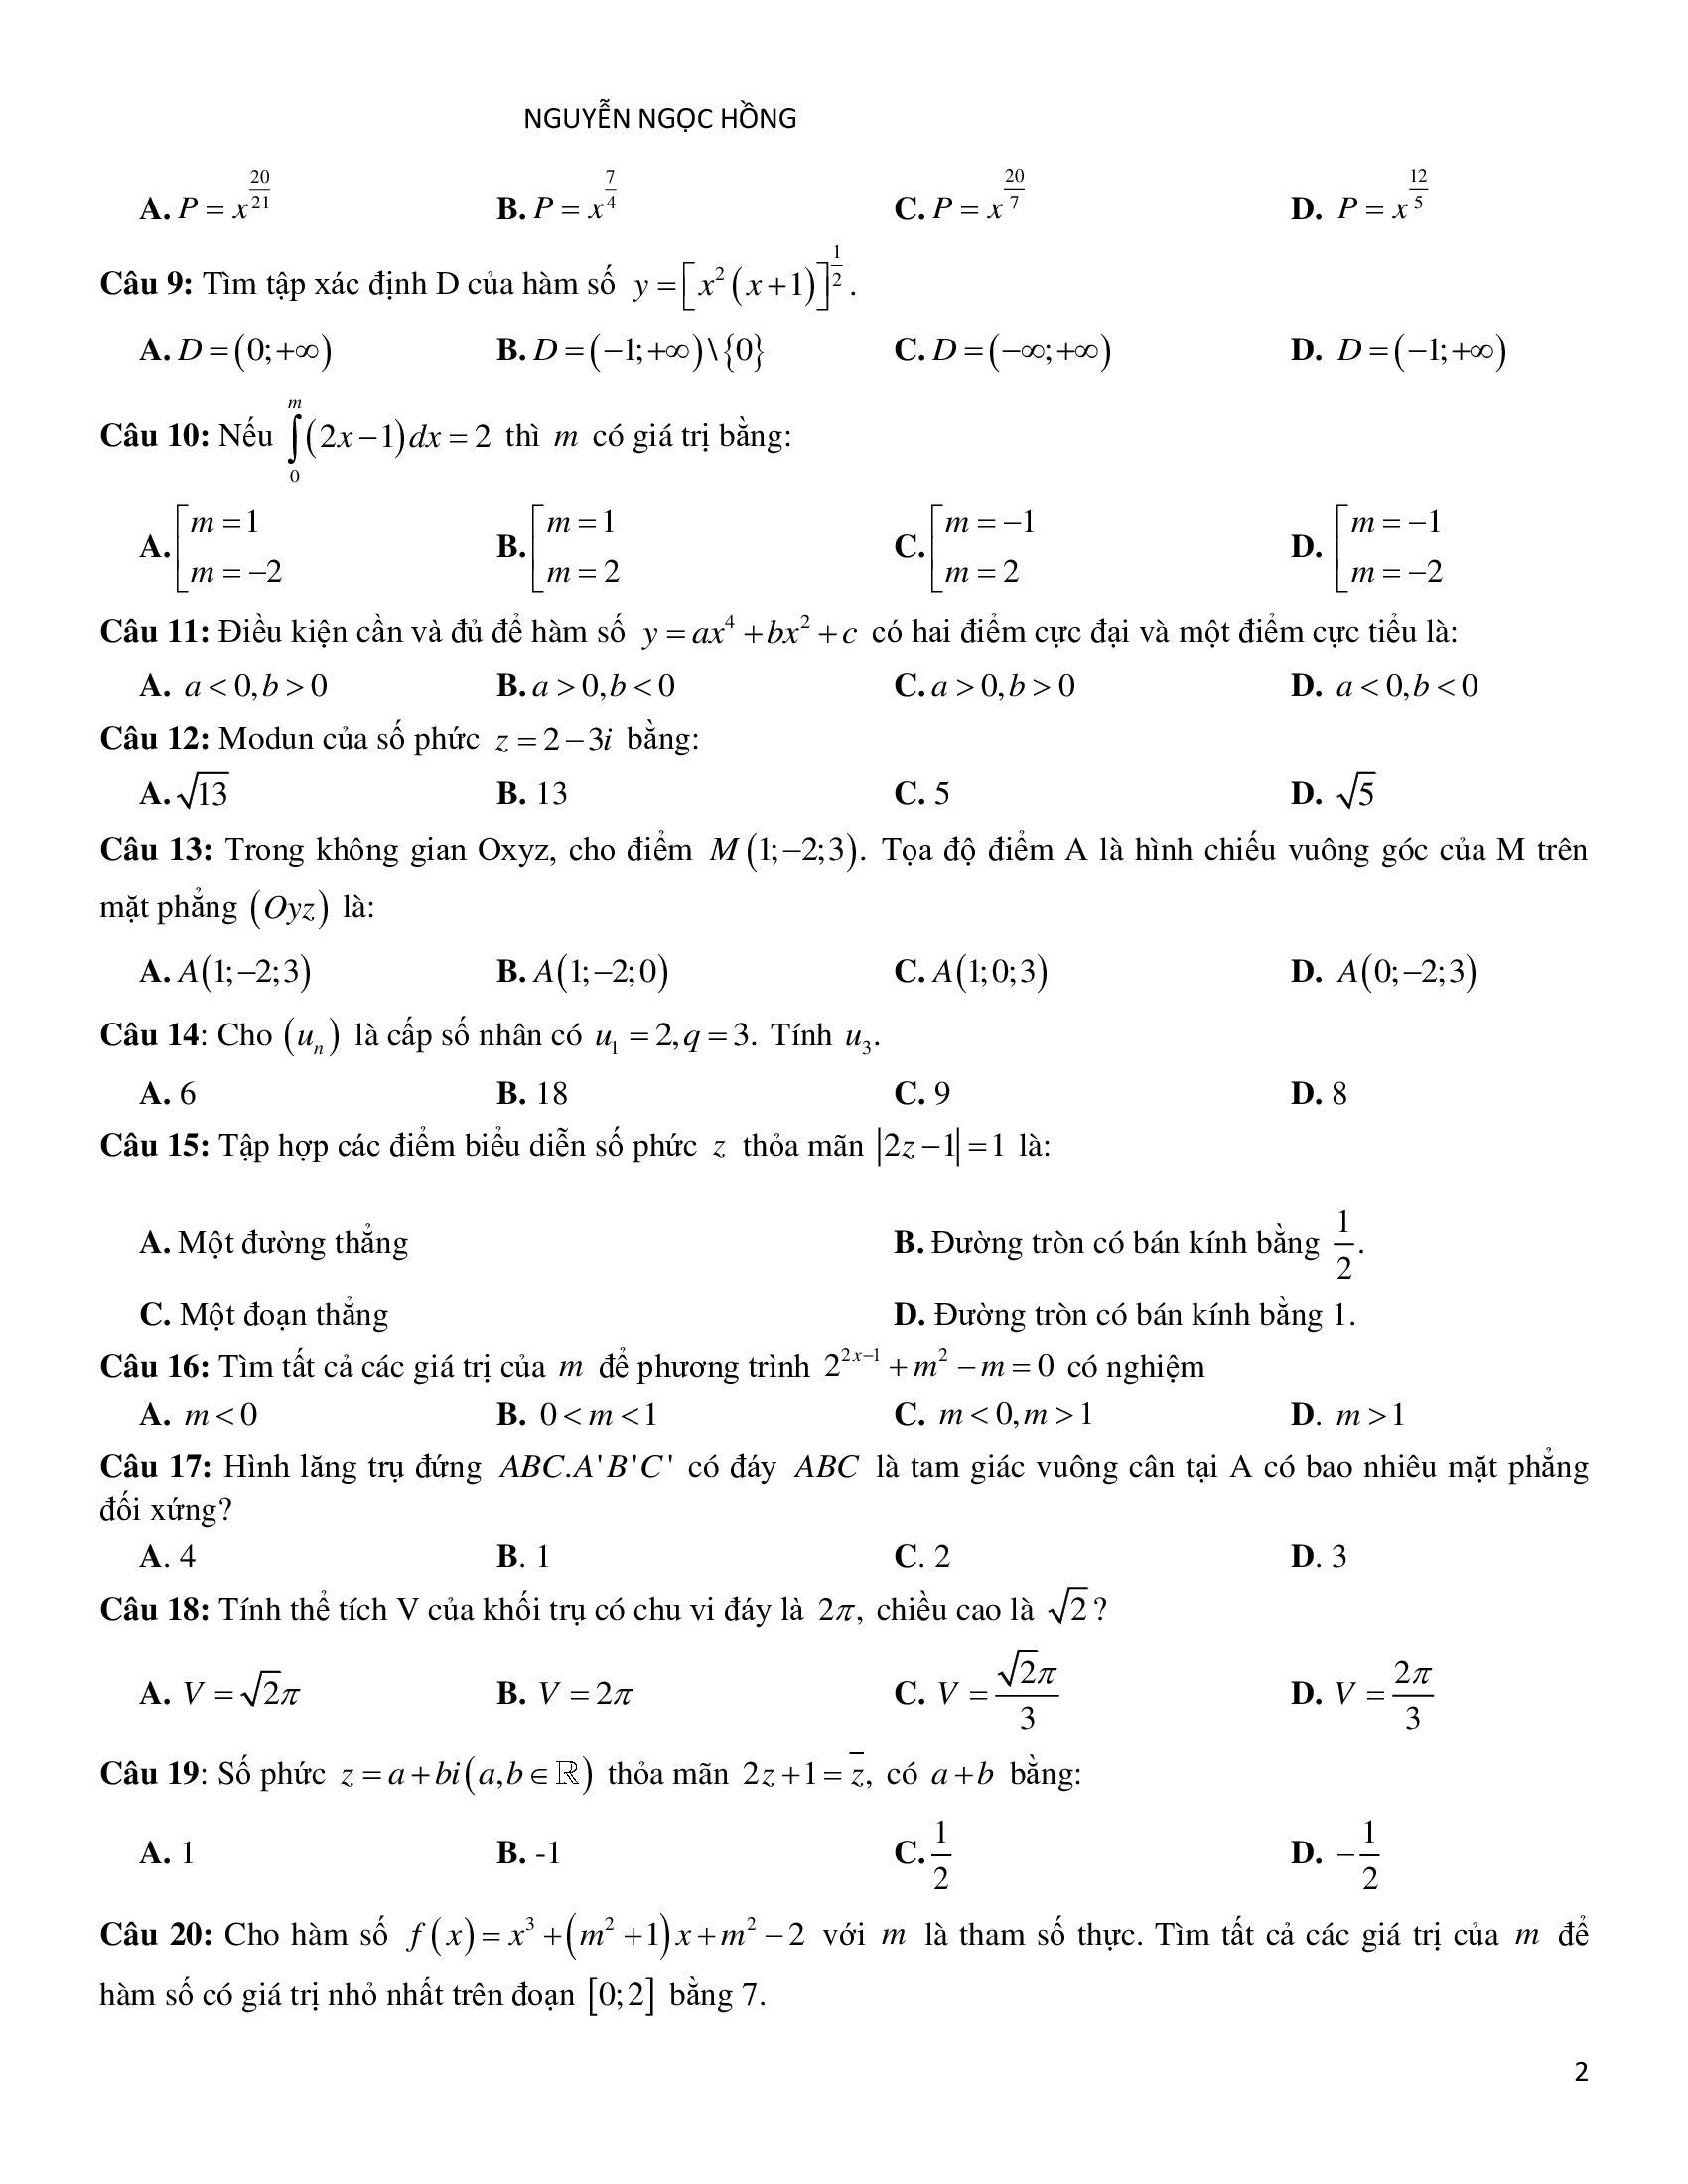 NGUYỄN NGỌC HỒNG
A. $P = x^{\frac{20}{21}}$ B. $P = x^{\frac{7}{4}}$ C. $P = x^{\frac{20}{7}}$ D. $P = x^{\frac{12}{5}}$
Câu 9: Tìm tập xác định D của hàm số $y = \left[x^2(x+1)\right]^{\frac{1}{2}}$.
A. $D = (0;+\infty)$ B. $D = (-1;+\infty)\setminus\{0\}$ C. $D = (-\infty;+\infty)$ D. $D = (-1;+\infty)$
Câu 10: Nếu $\int_0^m (2x-1)dx = 2$ thì $m$ có giá trị bằng:
A. $\left[\begin{matrix} m = 1 \\ m = -2 \end{matrix}\right.$ B. $\left[\begin{matrix} m = 1 \\ m = 2 \end{matrix}\right.$ C. $\left[\begin{matrix} m = -1 \\ m = 2 \end{matrix}\right.$ D. $\left[\begin{matrix} m = -1 \\ m = -2 \end{matrix}\right.$
Câu 11: Điều kiện cần và đủ để hàm số $y = ax^4 + bx^2 + c$ có hai điểm cực đại và một điểm cực tiểu là:
A. $a < 0, b > 0$ B. $a > 0, b < 0$ C. $a > 0, b > 0$ D. $a < 0, b < 0$
Câu 12: Modun của số phức $z = 2 - 3i$ bằng:
A. $\sqrt{13}$ B. 13 C. 5 D. $\sqrt{5}$
Câu 13: Trong không gian Oxyz, cho điểm $M(1;-2;3)$. Tọa độ điểm A là hình chiếu vuông góc của M trên
mặt phẳng $(Oyz)$ là:
A. $A(1;-2;3)$ B. $A(1;-2;0)$ C. $A(1;0;3)$ D. $A(0;-2;3)$
Câu 14: Cho $(u_n)$ là cấp số nhân có $u_1 = 2, q = 3$. Tính $u_3$.
A. 6 B. 18 C. 9 D. 8
Câu 15: Tập hợp các điểm biểu diễn số phức $z$ thỏa mãn $|2z-1| = 1$ là:
A. Một đường thẳng B. Đường tròn có bán kính bằng $\frac{1}{2}$.
C. Một đoạn thẳng D. Đường tròn có bán kính bằng 1.
Câu 16: Tìm tất cả các giá trị của $m$ để phương trình $2^{2x-1} + m^2 - m = 0$ có nghiệm
A. $m < 0$ B. $0 < m < 1$ C. $m < 0, m > 1$ D. $m > 1$
Câu 17: Hình lăng trụ đứng $ABC.A'B'C'$ có đáy $ABC$ là tam giác vuông cân tại A có bao nhiêu mặt phẳng
đối xứng?
A. 4 B. 1 C. 2 D. 3
Câu 18: Tính thể tích V của khối trụ có chu vi đáy là $2\pi$, chiều cao là $\sqrt{2}$?
A. $V = \sqrt{2}\pi$ B. $V = 2\pi$ C. $V = \frac{\sqrt{2}\pi}{3}$ D. $V = \frac{2\pi}{3}$
Câu 19: Số phức $z = a + bi (a,b \in \mathbb{R})$ thỏa mãn $2z + 1 = \overline{z}$, có $a + b$ bằng:
A. 1 B. -1 C. $\frac{1}{2}$ D. $-\frac{1}{2}$
Câu 20: Cho hàm số $f(x) = x^3 + (m^2+1)x + m^2 - 2$ với $m$ là tham số thực. Tìm tất cả các giá trị của $m$ để
hàm số có giá trị nhỏ nhất trên đoạn $[0;2]$ bằng 7.
2